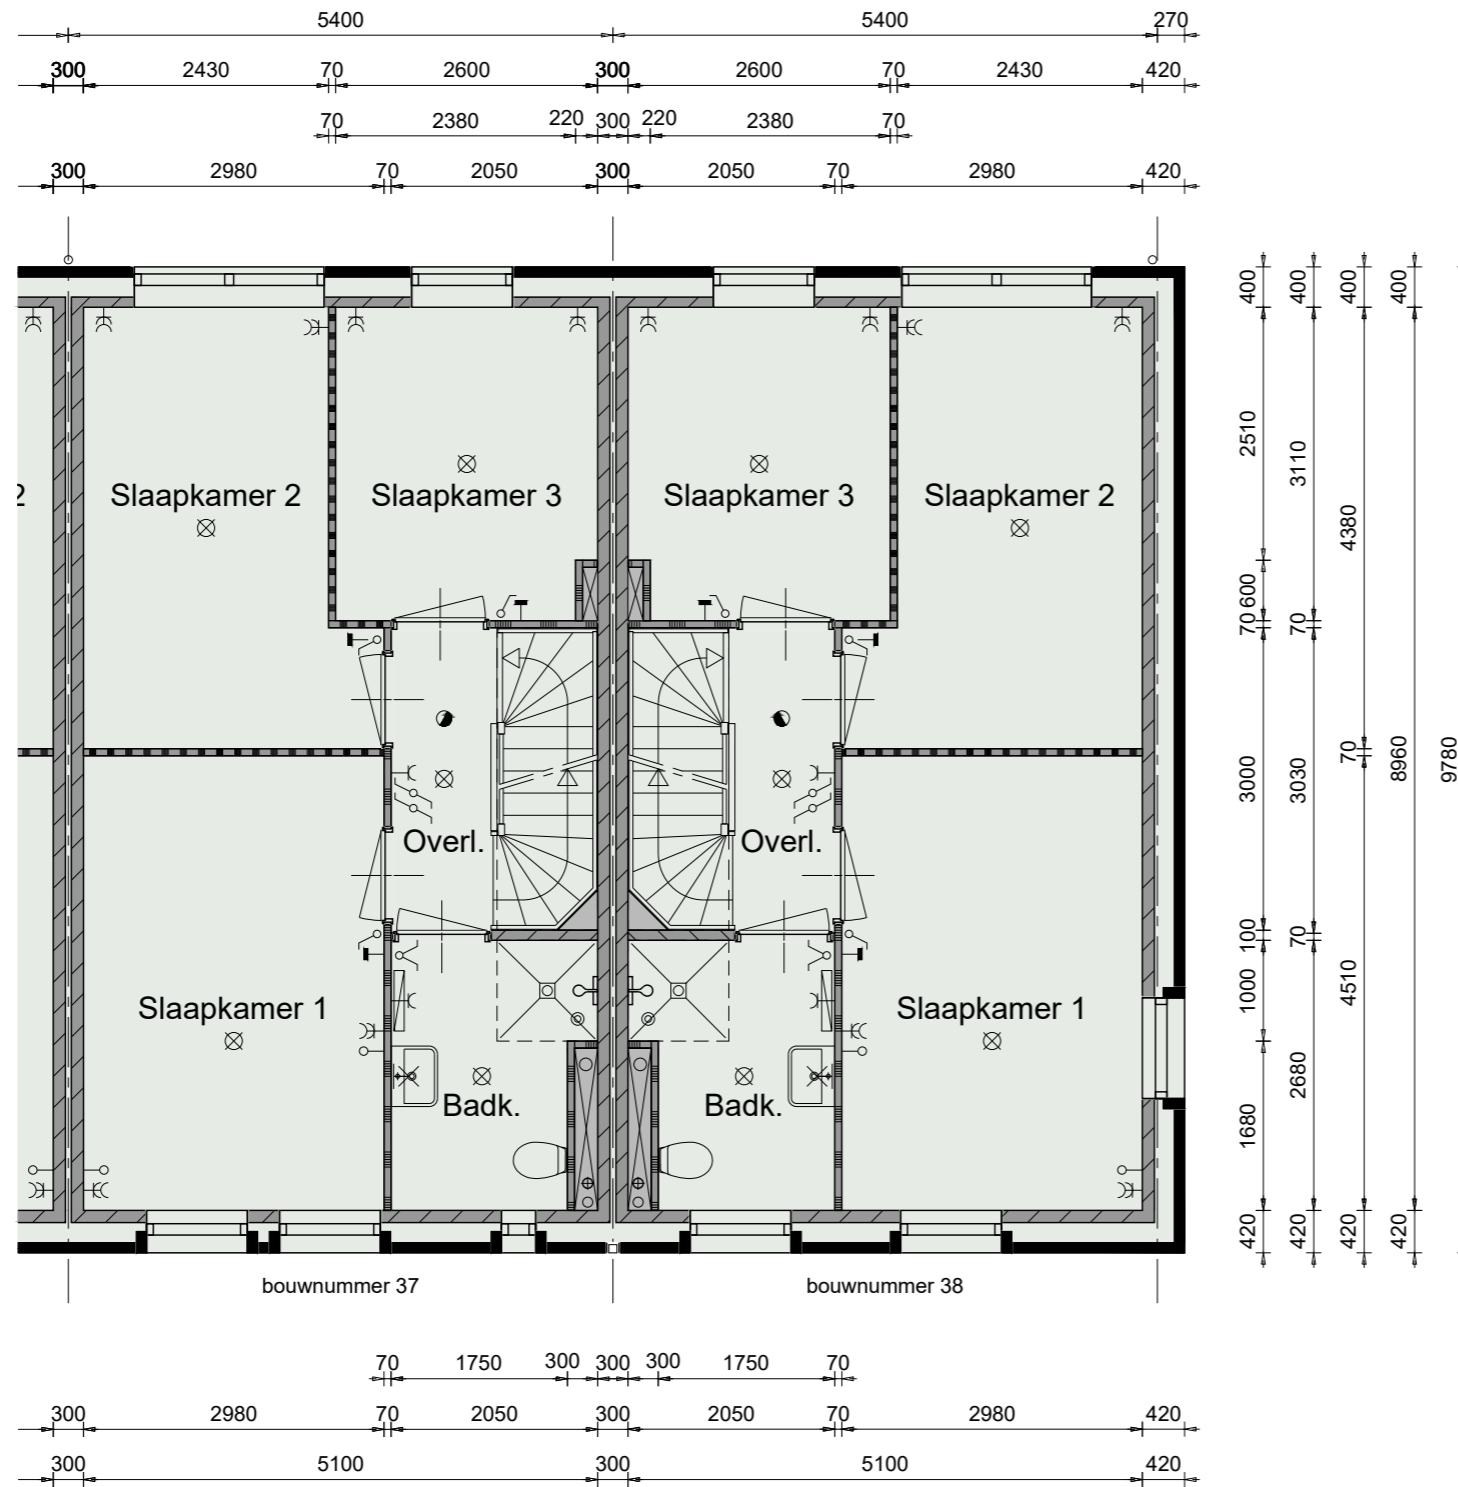 5400 5400 270
300 2430 70 2600 300 2600 70 2430 420
70 2380 220 300 220 2380 70
300 2980 70 2050 300 2050 70 2980 420
400 400 400 400
2510 3110 4380 8960 9780
2 Slaapkamer 2 Slaapkamer 3 Slaapkamer 3 Slaapkamer 2
600
70 70
3000 3030 70
Overl. Overl.
100 70
1000 4510
Slaapkamer 1 Slaapkamer 1
2680
Badk. Badk.
1680
420 420 420 420
bouwnummer 37 bouwnummer 38
70 1750 300 300 300 1750 70
300 2980 70 2050 300 2050 70 2980 420
300 5100 300 5100 420